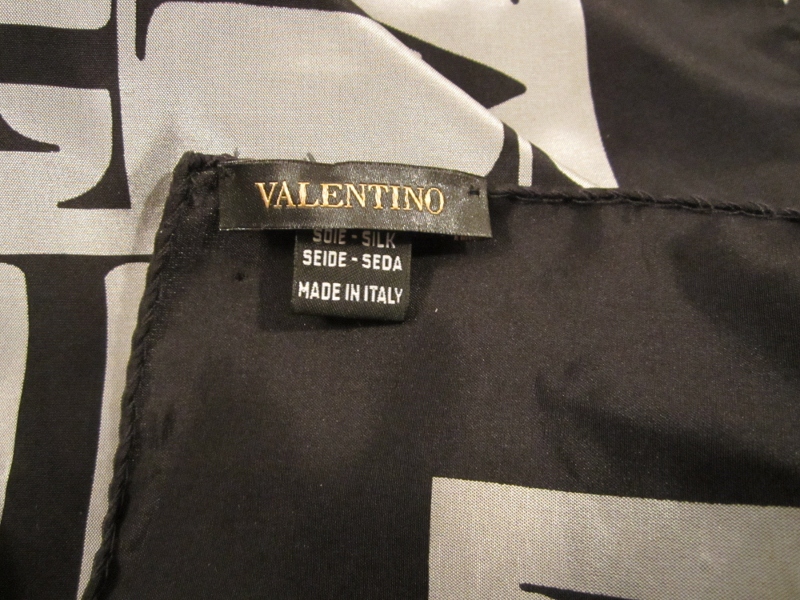 VALENTINO
SOIE - SILK
SEIDE - SEDA
MADE IN ITALY